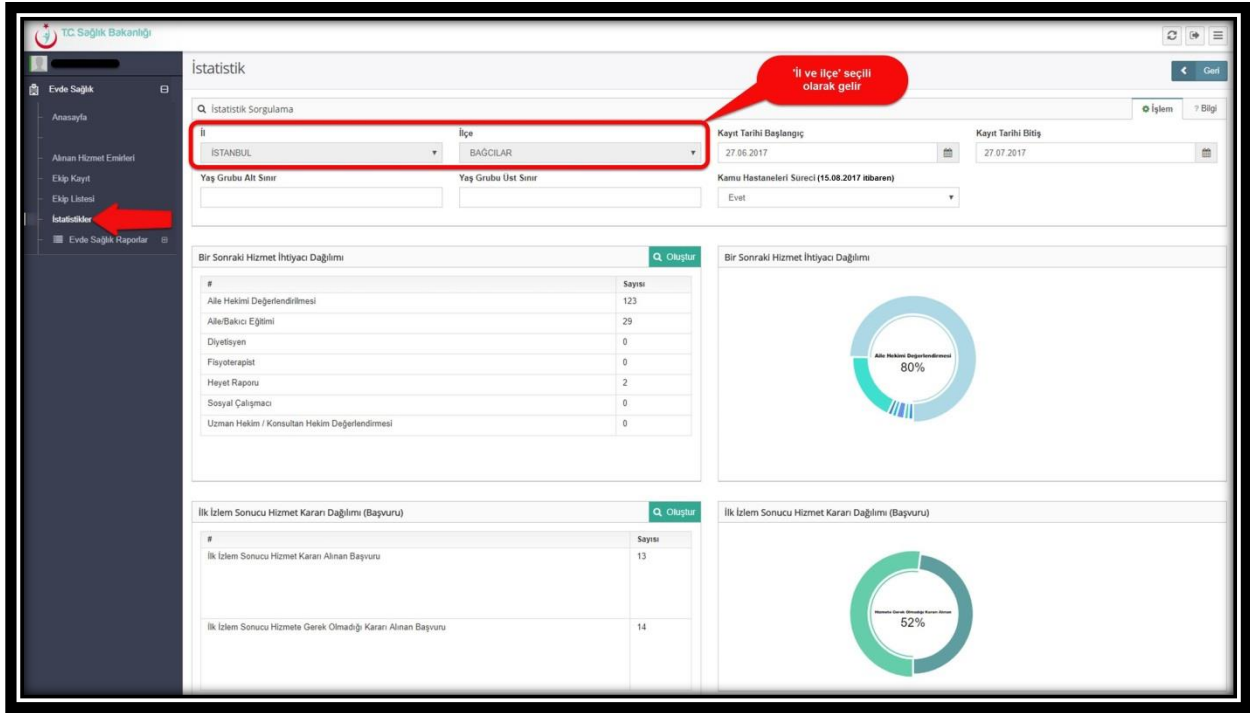 T.C. Sağlık Bakanlığı
İstatistik
'İl ve ilçe' seçili
olarak gelir
Geri
Evde Sağlık
Anasayfa
Alınan Hizmet Emirleri
Ekip Kayıt
Ekip Listesi
İstatistikler
Evde Sağlık Raporlar
İstatistik Sorgulama
İşlem
? Bilgi
İl
İlçe
Kayıt Tarihi Başlangıç
Kayıt Tarihi Bitiş
İSTANBUL
BAĞCILAR
27.06.2017
27.07.2017
Yaş Grubu Alt Sınır
Yaş Grubu Üst Sınır
Kamu Hastaneleri Süreci (15.08.2017 itibaren)
Evet
Bir Sonraki Hizmet İhtiyacı Dağılımı
Oluştur
# Sayısı
Aile Hekimi Değerlendirilmesi 123
Aile/Bakıcı Eğitimi 29
Diyetisyen 0
Fisyoterapist 0
Heyet Raporu 2
Sosyal Çalışmacı 0
Uzman Hekim / Konsultan Hekim Değerlendirmesi 0
Bir Sonraki Hizmet İhtiyacı Dağılımı
Aile Hekimi Değerlendirmesi
80%
İlk İzlem Sonucu Hizmet Kararı Dağılımı (Başvuru)
Oluştur
# Sayısı
İlk İzlem Sonucu Hizmet Kararı Alınan Başvuru 13
İlk İzlem Sonucu Hizmete Gerek Olmadığı Kararı Alınan Başvuru 14
İlk İzlem Sonucu Hizmet Kararı Dağılımı (Başvuru)
Hizmete Gerek Olmadığı Kararı Alınan
52%